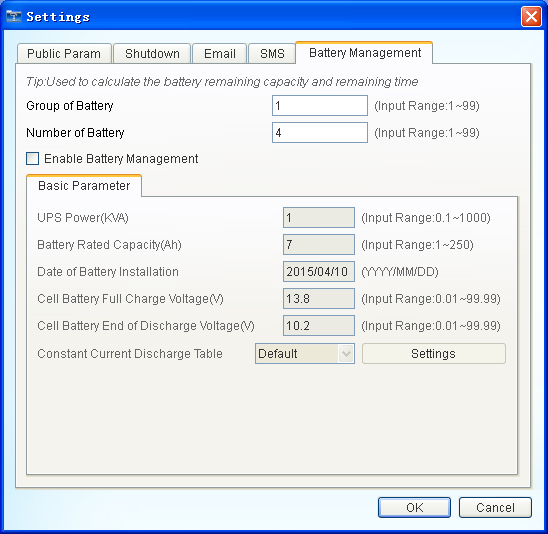 Settings
Public Param Shutdown Email SMS Battery Management
Tip:Used to calculate the battery remaining capacity and remaining time
Group of Battery 1 (Input Range:1~99)
Number of Battery 4 (Input Range:1~99)
Enable Battery Management
Basic Parameter
UPS Power(KVA) 1 (Input Range:0.1~1000)
Battery Rated Capacity(Ah) 7 (Input Range:1~250)
Date of Battery Installation 2015/04/10 (YYYY/MM/DD)
Cell Battery Full Charge Voltage(V) 13.8 (Input Range:0.01~99.99)
Cell Battery End of Discharge Voltage(V) 10.2 (Input Range:0.01~99.99)
Constant Current Discharge Table Default Settings
OK Cancel